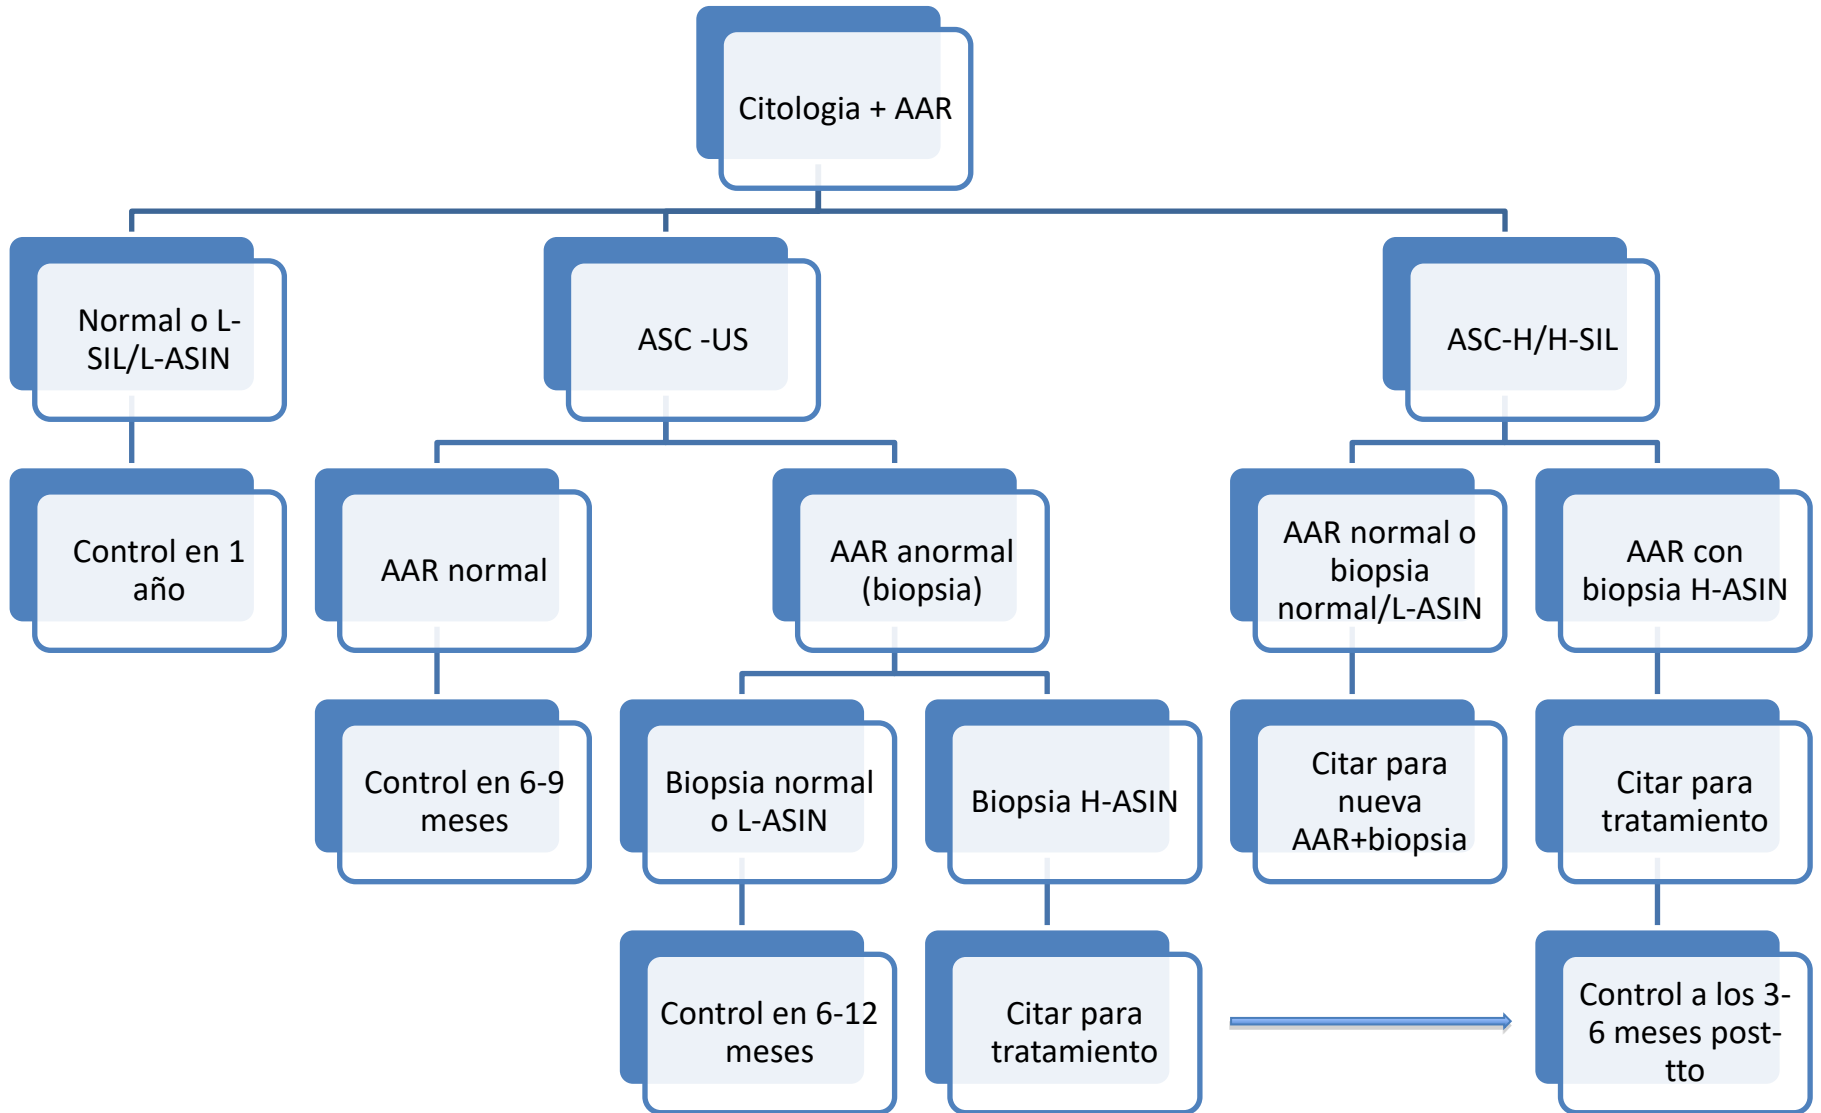 Citologia + AAR
Normal o L-
SIL/L-ASIN
ASC -US
ASC-H/H-SIL
Control en 1
año
AAR normal
AAR anormal
(biopsia)
AAR normal o
biopsia
normal/L-ASIN
AAR con
biopsia H-ASIN
Control en 6-9
meses
Biopsia normal
o L-ASIN
Biopsia H-ASIN
Citar para
nueva
AAR+biopsia
Citar para
tratamiento
Control en 6-12
meses
Citar para
tratamiento
Control a los 3-
6 meses post-
tto